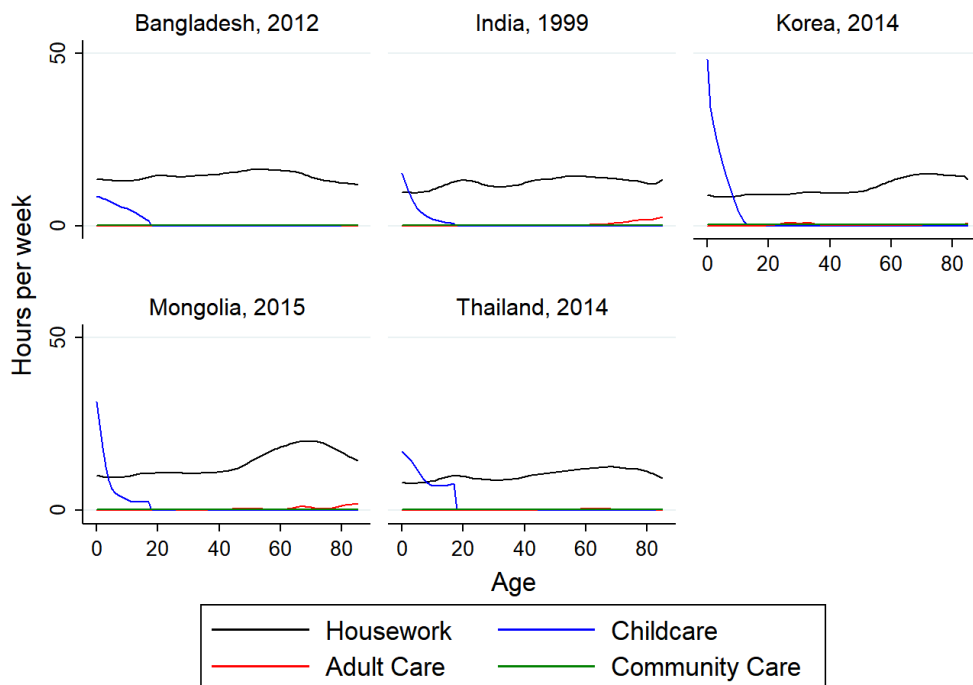 Bangladesh, 2012
India, 1999
Korea, 2014
50
0
0 20 40 60 80
Mongolia, 2015
Thailand, 2014
50
0
0 20 40 60 80
0 20 40 60 80
Hours per week
Age
Housework
Childcare
Adult Care
Community Care